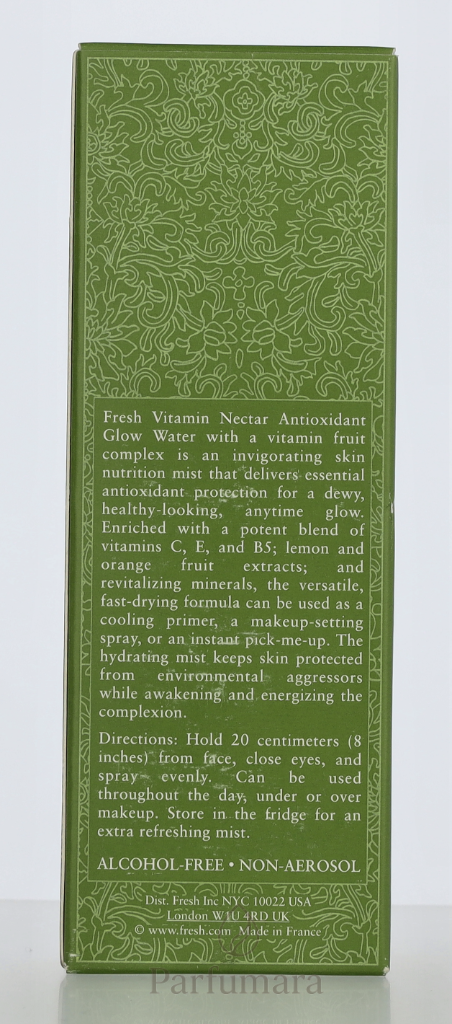 Fresh Vitamin Nectar Antioxidant
Glow Water with a vitamin fruit
complex is an invigorating skin
nutrition mist that delivers essential
antioxidant protection for a dewy,
healthy-looking, anytime glow.
Enriched with a potent blend of
vitamins C, E, and B5; lemon and
orange fruit extracts; and
revitalizing minerals, the versatile,
fast-drying formula can be used as a
cooling primer, a makeup-setting
spray, or an instant pick-me-up. The
hydrating mist keeps skin protected
from environmental aggressors
while awakening and energizing the
complexion.
Directions: Hold 20 centimeters (8
inches) from face, close eyes, and
spray evenly. Can be used
throughout the day, under or over
makeup. Store in the fridge for an
extra refreshing mist.
ALCOHOL-FREE • NON-AEROSOL
Dist. Fresh Inc NYC 10022 USA
London W1U 4RD UK
© www.fresh.com Made in France
Parfumara